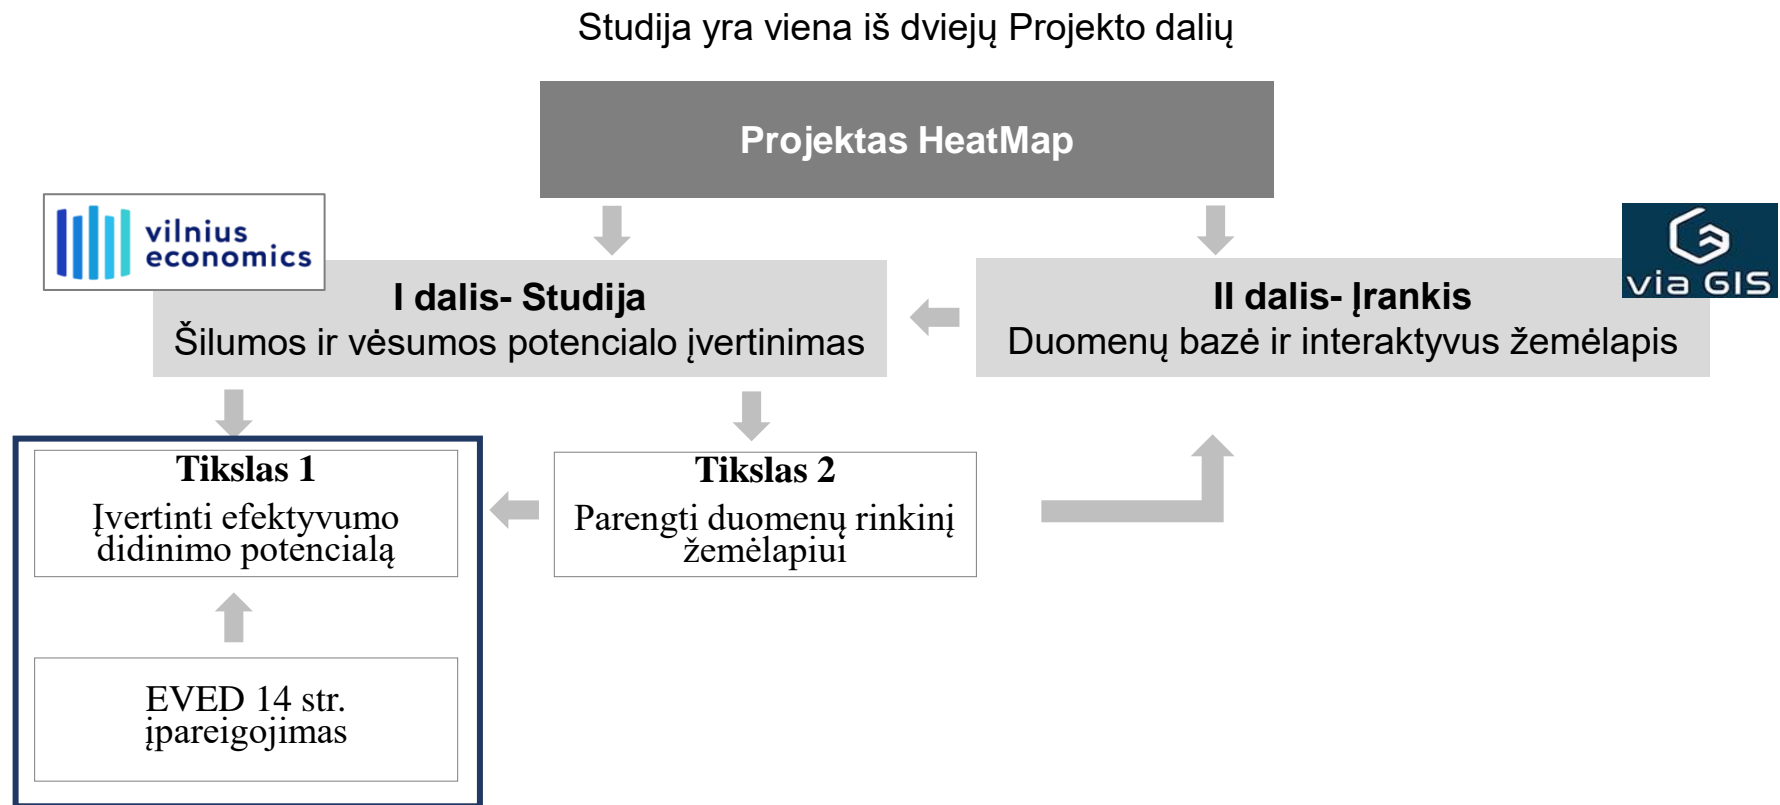 Studija yra viena iš dviejų Projekto dalių
Projektas HeatMap
vilnius
economics
via GIS
I dalis- Studija
Šilumos ir vėsumos potencialo įvertinimas
II dalis- Įrankis
Duomenų bazė ir interaktyvus žemėlapis
Tikslas 1
Įvertinti efektyvumo
didinimo potencialą
Tikslas 2
Parengti duomenų rinkinį
žemėlapiui
EVED 14 str.
įpareigojimas